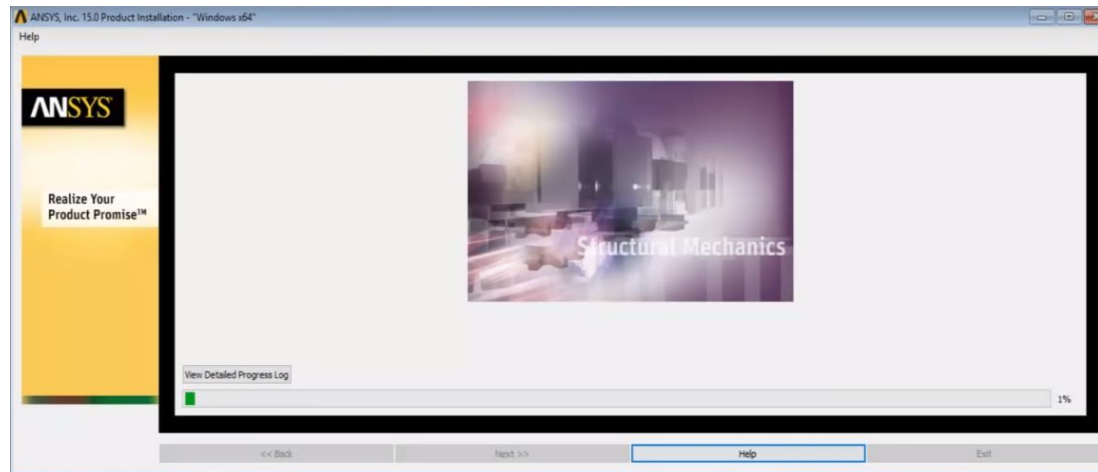 ANSYS, Inc. 15.0 Product Installation - "Windows x64"
Help
ANSYS
Realize Your
Product Promise™
Structural Mechanics
View Detailed Progress Log
1%
<< Back
Next >>
Help
Exit